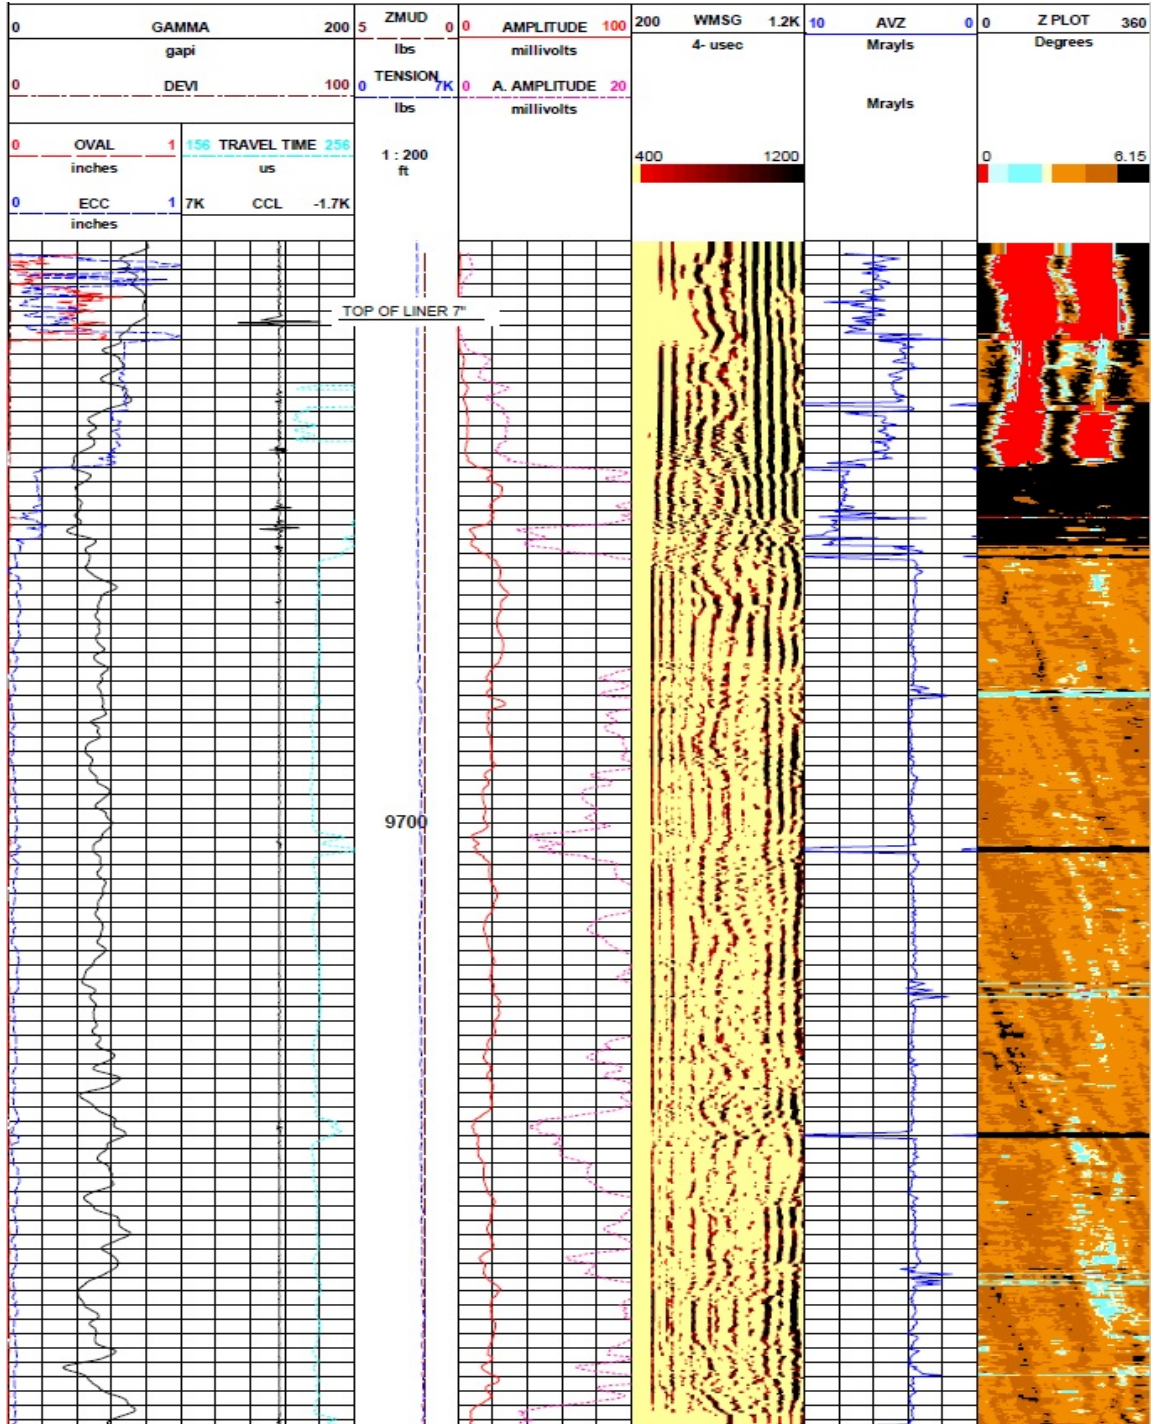 0 GAMMA 200
gapi
0 DEVI 100
0 OVAL 1
inches
0 ECC 1
inches
156 TRAVEL TIME 256
us
7K CCL -1.7K
5 ZMUD 0
lbs
0 TENSION 7K
lbs
1 : 200
ft
0 AMPLITUDE 100
millivolts
0 A. AMPLITUDE 20
millivolts
200 WMSG 1.2K
4- usec
400 1200
10 AVZ 0
Mrayls
Mrayls
0 Z PLOT 360
Degrees
0 6.15
TOP OF LINER 7"
9700